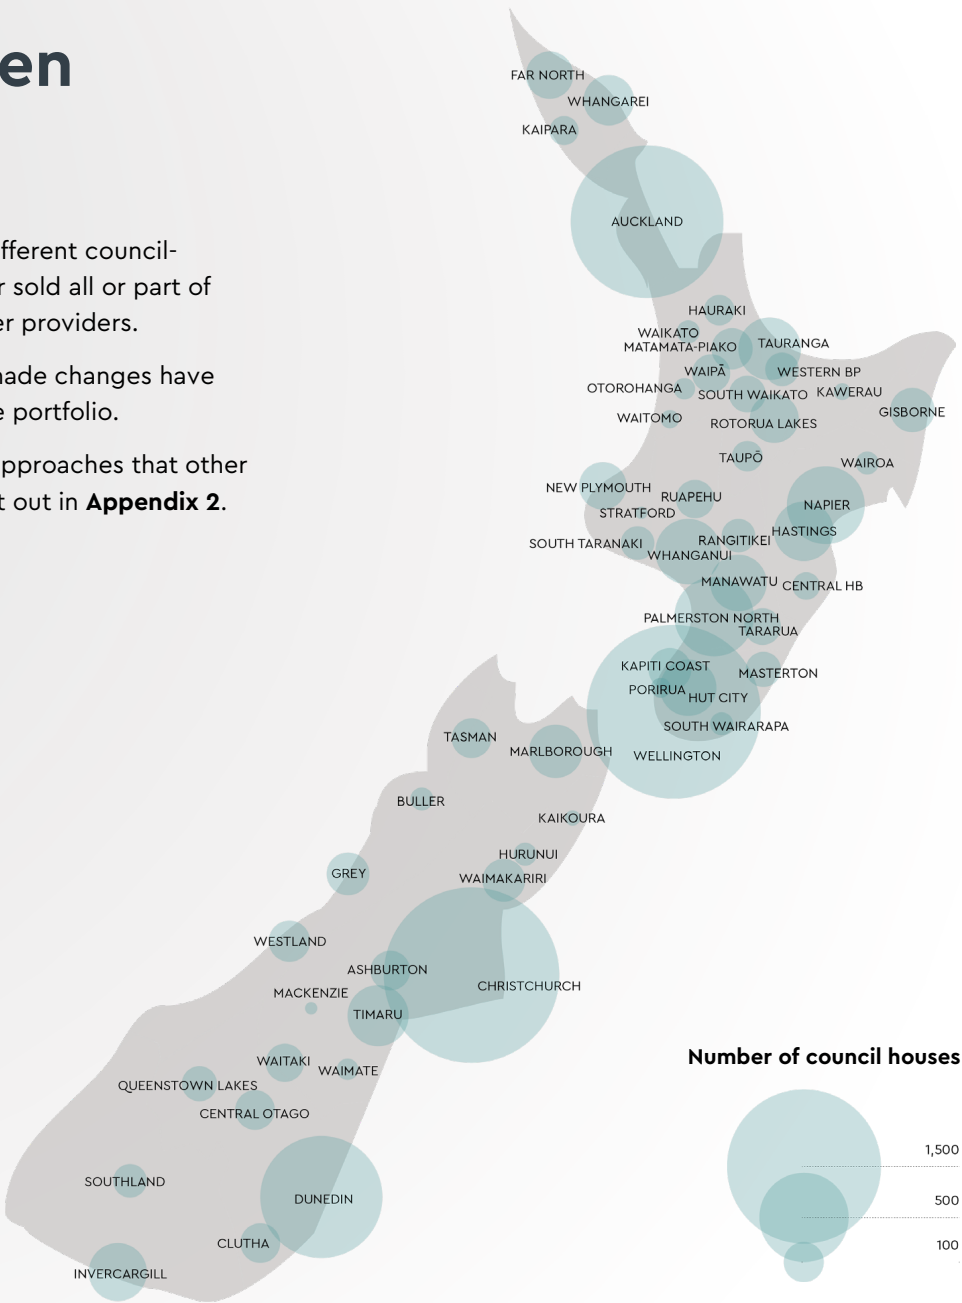 en
fferent council-
r sold all or part of
er providers.
nade changes have
e portfolio.
pproaches that other
t out in Appendix 2.
FAR NORTH
WHANGAREI
KAIPARA
AUCKLAND
HAURAKI
WAIKATO
MATAMATA-PIAKO
TAURANGA
WAIPĀ
WESTERN BP
OTOROHANGA
SOUTH WAIKATO
KAWERAU
GISBORNE
WAITOMO
ROTORUA LAKES
TAUPŌ
WAIROA
NEW PLYMOUTH
RUAPEHU
NAPIER
STRATFORD
HASTINGS
SOUTH TARANAKI
RANGITIKEI
WHANGANUI
MANAWATU
CENTRAL HB
PALMERSTON NORTH
TARARUA
KAPITI COAST
MASTERTON
PORIRUA
HUT CITY
SOUTH WAIRARAPA
WELLINGTON
TASMAN
MARLBOROUGH
BULLER
KAIKOURA
HURUNUI
GREY
WAIMAKARIRI
WESTLAND
ASHBURTON
CHRISTCHURCH
MACKENZIE
TIMARU
WAITAKI
WAIMATE
QUEENSTOWN LAKES
CENTRAL OTAGO
SOUTHLAND
DUNEDIN
CLUTHA
INVERCARGILL
Number of council houses
1,500
500
100